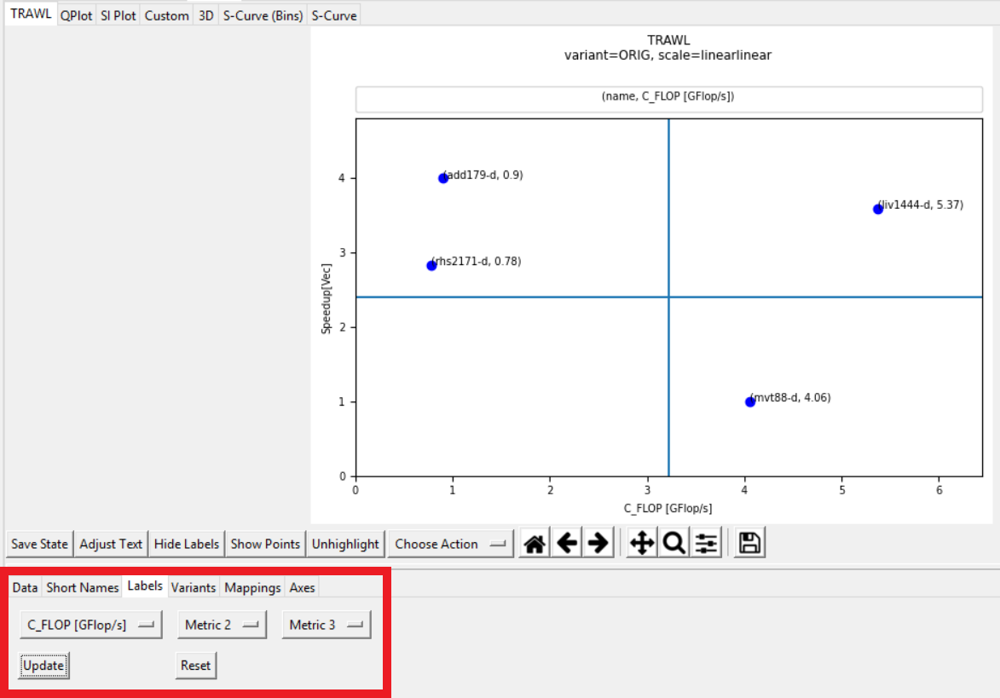 TRAWL QPlot SI Plot Custom 3D S-Curve (Bins) S-Curve
TRAWL
variant=ORIG, scale=linearlinear
(name, C_FLOP [GFlop/s])
(add179-d, 0.9)
(liv1444-d, 5.37)
(rhs2171-d, 0.78)
(mvt88-d, 4.06)
Speedup[Vec]
4
3
2
1
0
0 1 2 3 4 5 6
C_FLOP [GFlop/s]
Save State Adjust Text Hide Labels Show Points Unhighlight Choose Action
Data Short Names Labels Variants Mappings Axes
C_FLOP [GFlop/s] Metric 2 Metric 3
Update Reset